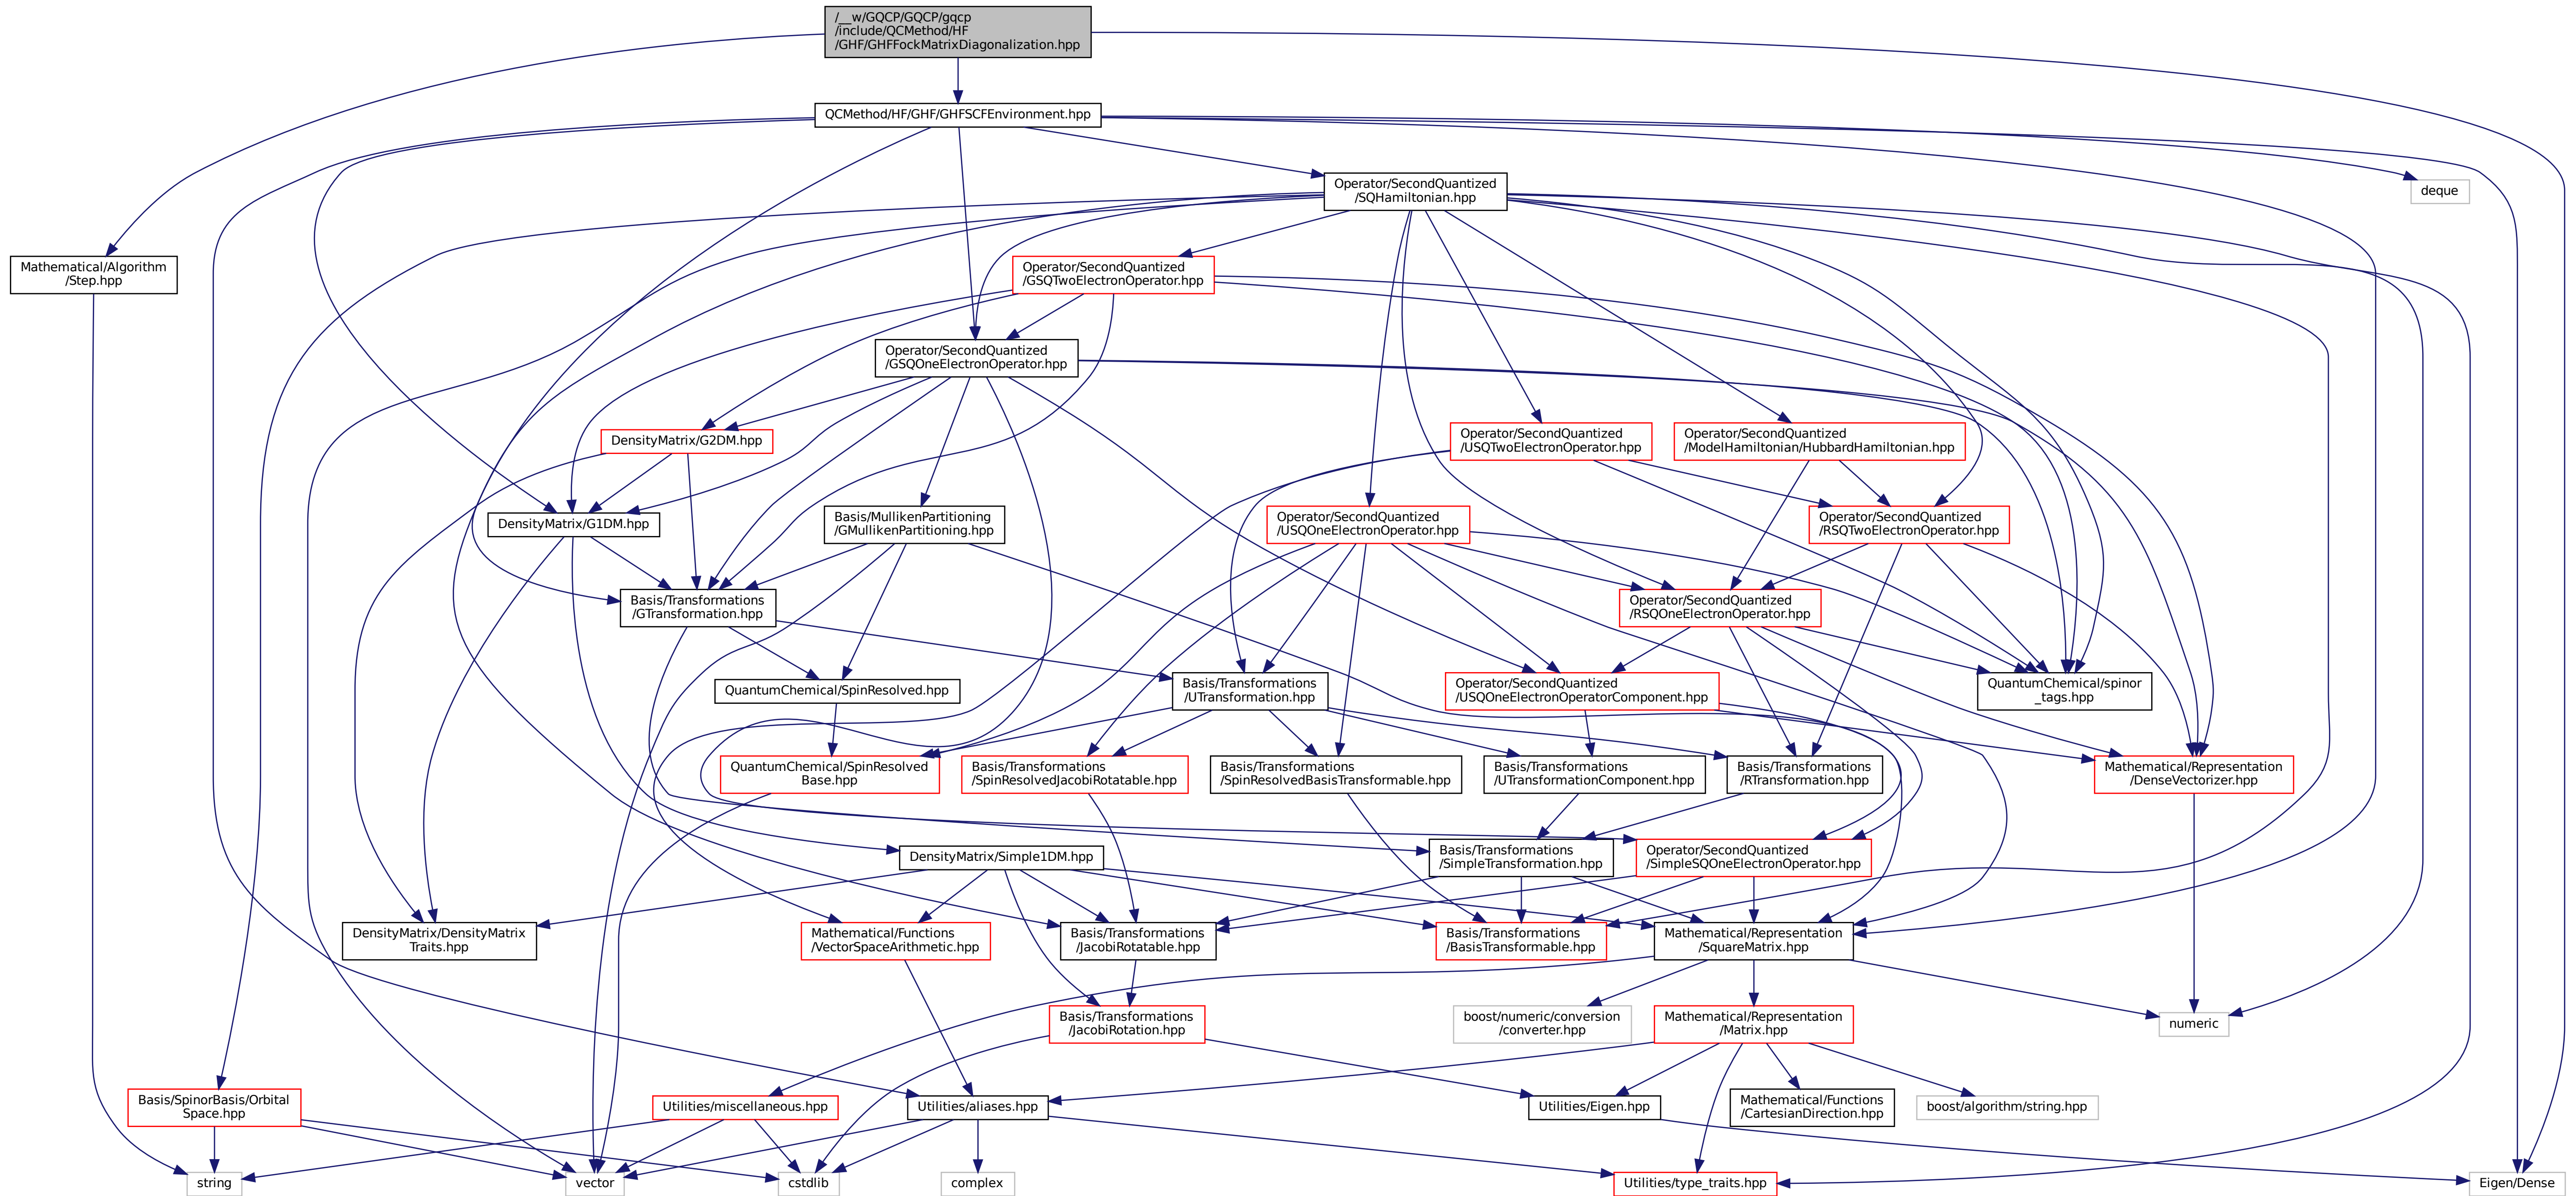 /__w/GQCP/GQCP/gqcp
/include/QCMethod/HF
/GHF/GHFFockMatrixDiagonalization.hpp
QCMethod/HF/GHF/GHFSCFEnvironment.hpp
Operator/SecondQuantized
/SQHamiltonian.hpp
deque
Mathematical/Algorithm
/Step.hpp
Operator/SecondQuantized
/GSQTwoElectronOperator.hpp
Operator/SecondQuantized
/GSQOneElectronOperator.hpp
DensityMatrix/G2DM.hpp
Operator/SecondQuantized
/USQTwoElectronOperator.hpp
Operator/SecondQuantized
/ModelHamiltonian/HubbardHamiltonian.hpp
DensityMatrix/G1DM.hpp
Basis/MullikenPartitioning
/GMullikenPartitioning.hpp
Operator/SecondQuantized
/USQOneElectronOperator.hpp
Operator/SecondQuantized
/RSQTwoElectronOperator.hpp
Basis/Transformations
/GTransformation.hpp
Operator/SecondQuantized
/RSQOneElectronOperator.hpp
QuantumChemical/SpinResolved.hpp
Basis/Transformations
/UTransformation.hpp
Operator/SecondQuantized
/USQOneElectronOperatorComponent.hpp
QuantumChemical/spinor
_tags.hpp
QuantumChemical/SpinResolved
Base.hpp
Basis/Transformations
/SpinResolvedJacobiRotatable.hpp
Basis/Transformations
/SpinResolvedBasisTransformable.hpp
Basis/Transformations
/UTransformationComponent.hpp
Basis/Transformations
/RTransformation.hpp
Mathematical/Representation
/DenseVectorizer.hpp
DensityMatrix/Simple1DM.hpp
Basis/Transformations
/SimpleTransformation.hpp
Operator/SecondQuantized
/SimpleSQOneElectronOperator.hpp
DensityMatrix/DensityMatrix
Traits.hpp
Mathematical/Functions
/VectorSpaceArithmetic.hpp
Basis/Transformations
/JacobiRotatable.hpp
Basis/Transformations
/BasisTransformable.hpp
Mathematical/Representation
/SquareMatrix.hpp
Basis/Transformations
/JacobiRotation.hpp
boost/numeric/conversion
/converter.hpp
Mathematical/Representation
/Matrix.hpp
numeric
Basis/SpinorBasis/Orbital
Space.hpp
Utilities/miscellaneous.hpp
Utilities/aliases.hpp
Utilities/Eigen.hpp
Mathematical/Functions
/CartesianDirection.hpp
boost/algorithm/string.hpp
string
vector
cstdlib
complex
Utilities/type_traits.hpp
Eigen/Dense